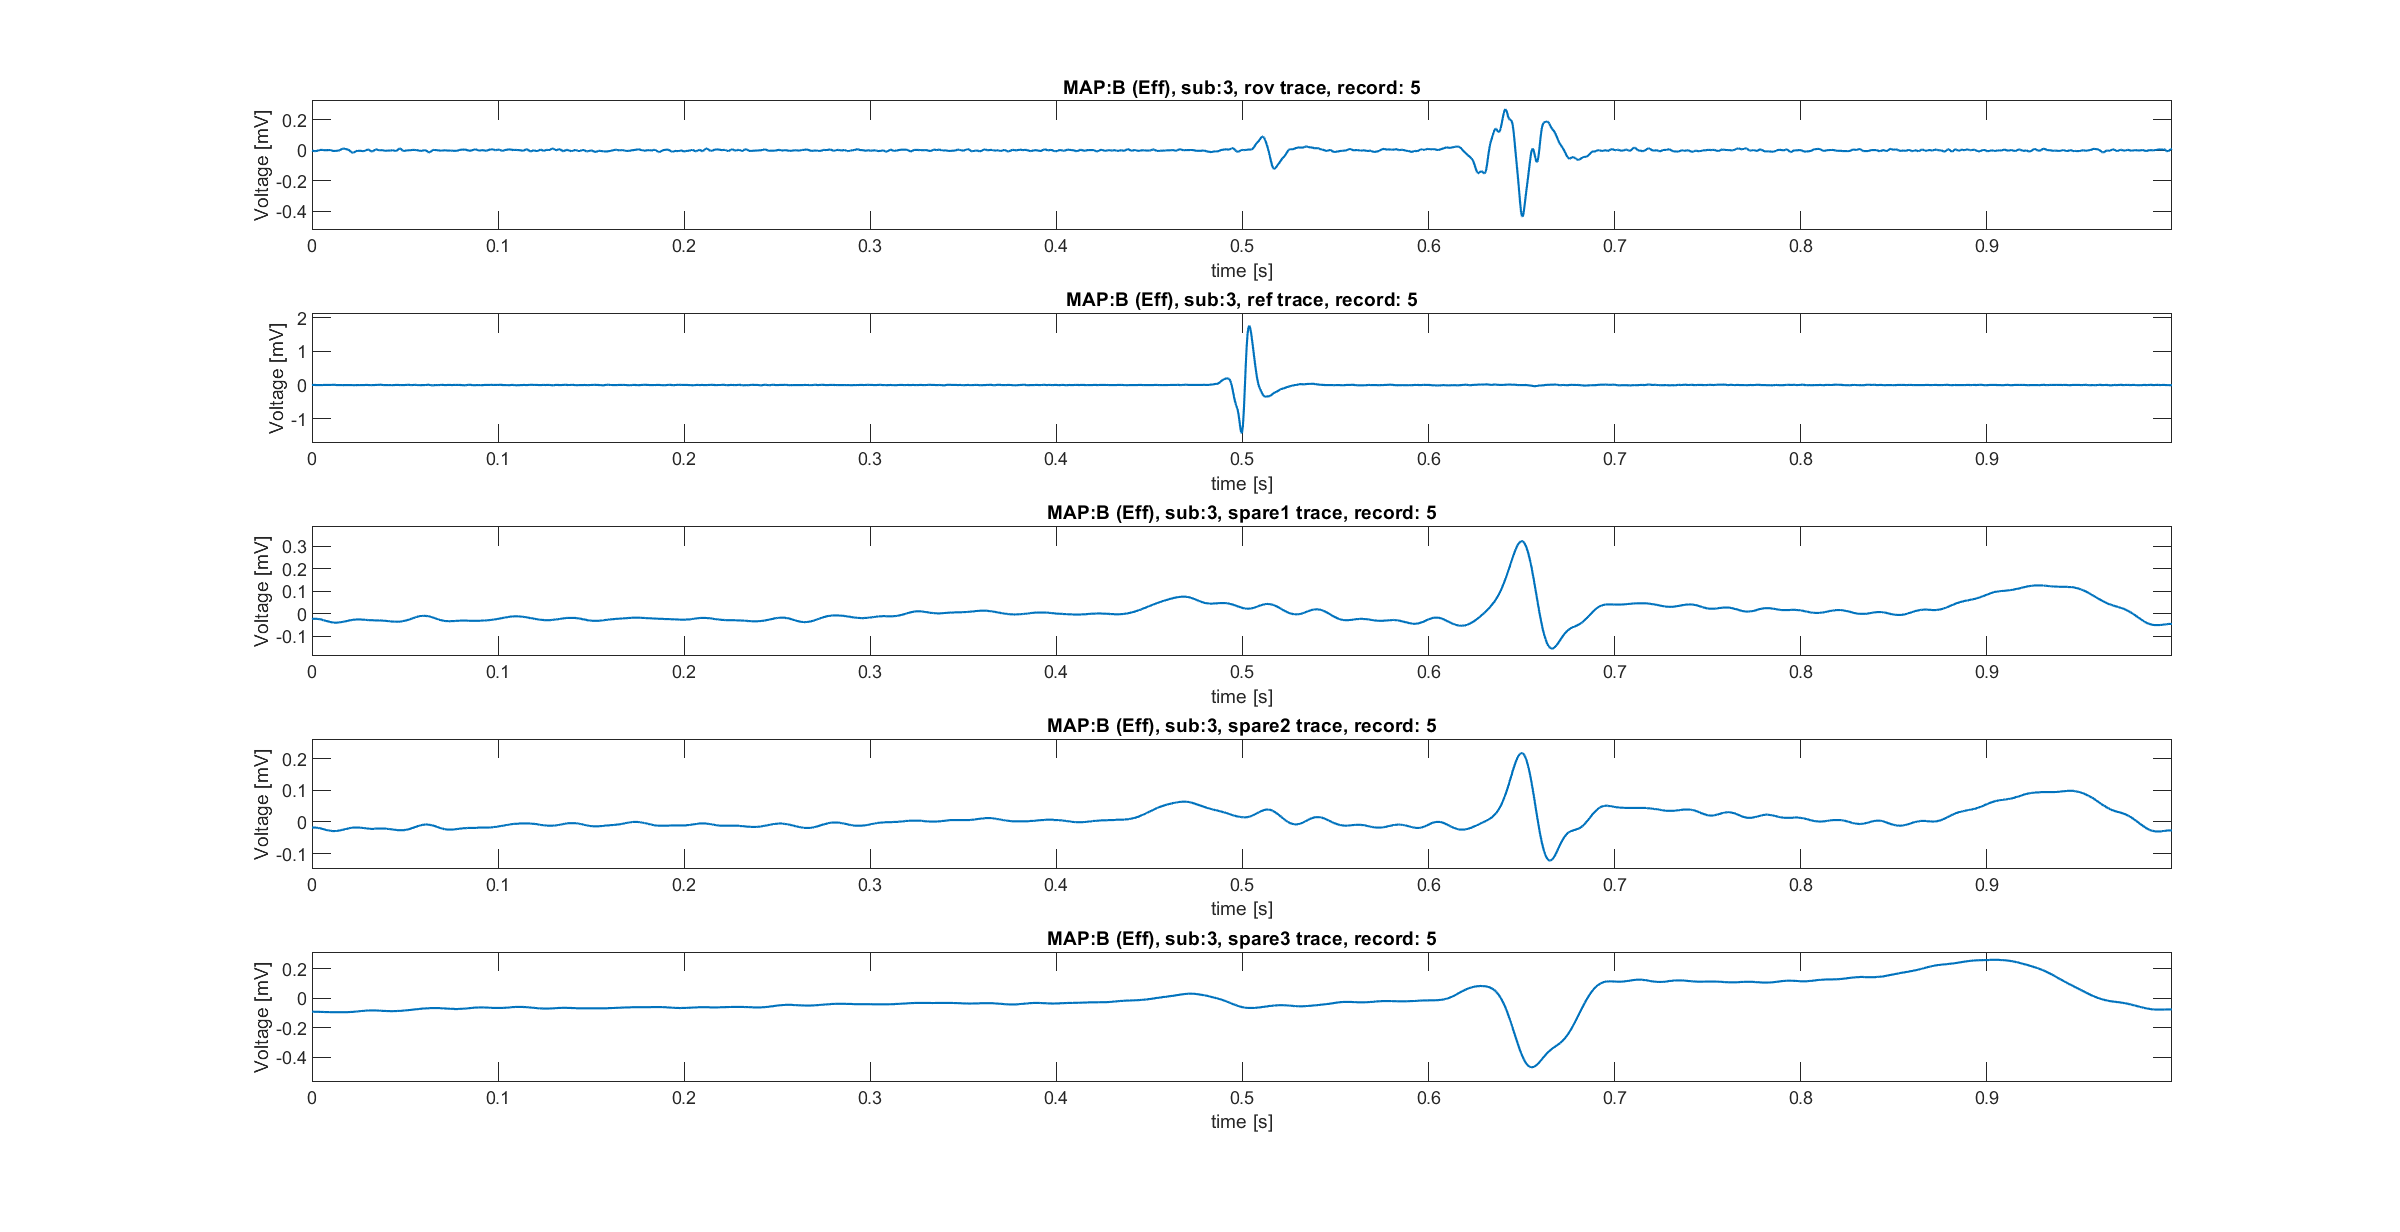 MAP:B (Eff), sub:3, rov trace, record: 5
Voltage [mV]
0.2
0
-0.2
-0.4
0 0.1 0.2 0.3 0.4 0.5 0.6 0.7 0.8 0.9
time [s]
MAP:B (Eff), sub:3, ref trace, record: 5
Voltage [mV]
2
1
0
-1
0 0.1 0.2 0.3 0.4 0.5 0.6 0.7 0.8 0.9
time [s]
MAP:B (Eff), sub:3, spare1 trace, record: 5
Voltage [mV]
0.3
0.2
0.1
0
-0.1
0 0.1 0.2 0.3 0.4 0.5 0.6 0.7 0.8 0.9
time [s]
MAP:B (Eff), sub:3, spare2 trace, record: 5
Voltage [mV]
0.2
0.1
0
-0.1
0 0.1 0.2 0.3 0.4 0.5 0.6 0.7 0.8 0.9
time [s]
MAP:B (Eff), sub:3, spare3 trace, record: 5
Voltage [mV]
0.2
0
-0.2
-0.4
0 0.1 0.2 0.3 0.4 0.5 0.6 0.7 0.8 0.9
time [s]